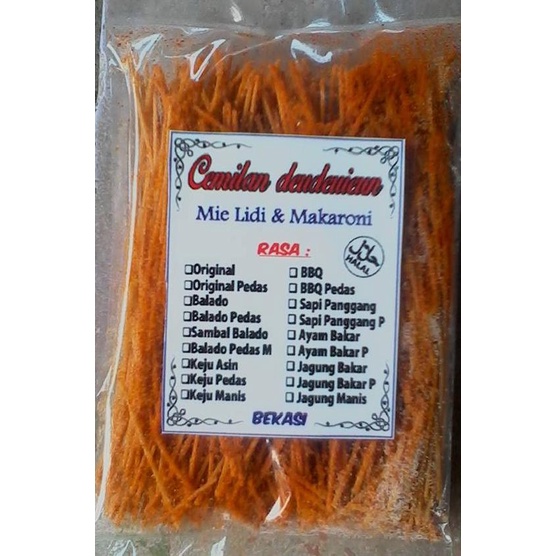 Cemilan dendenicun
Mie Lidi & Makaroni
RASA :
HALAL
Original
Original Pedas
Balado
Balado Pedas
Sambal Balado
Balado Pedas M
Keju Asin
Keju Pedas
Keju Manis
BBQ
BBQ Pedas
Sapi Panggang
Sapi Panggang P
Ayam Bakar
Ayam Bakar P
Jagung Bakar
Jagung Bakar P
Jagung Manis
BEKASI